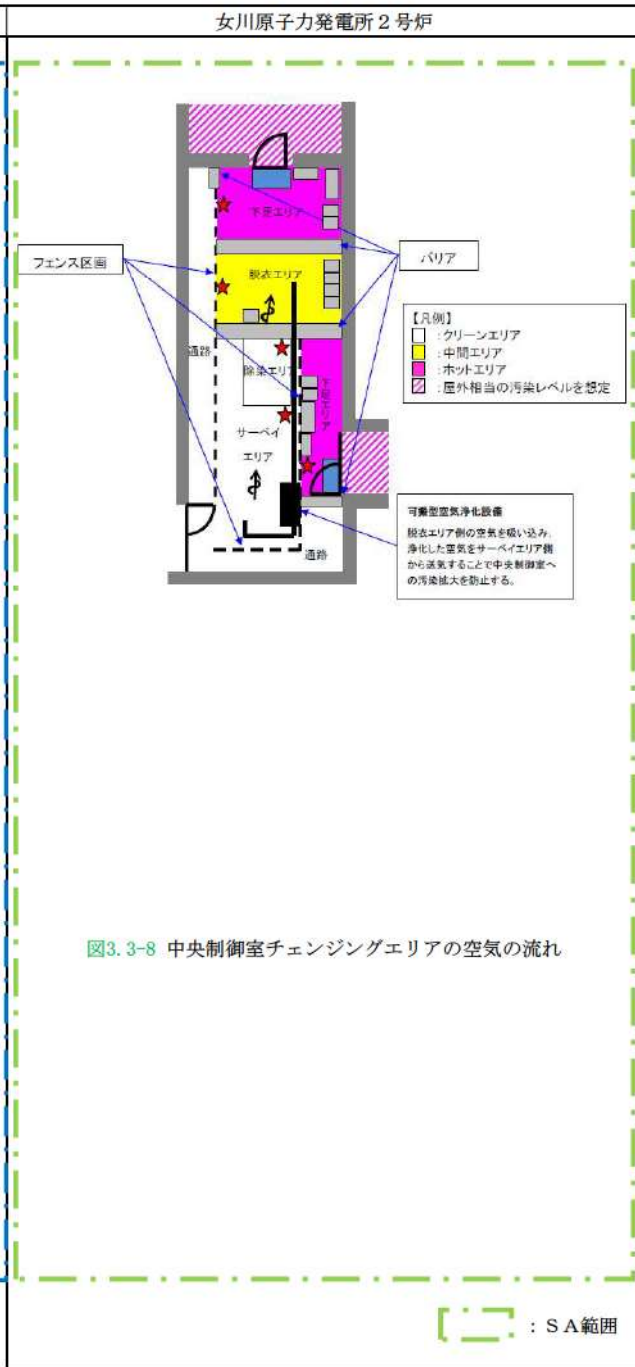 女川原子力発電所２号炉
下足エリア
フェンス区画
バリア
脱衣エリア
【凡例】
：クリーンエリア
：中間エリア
：ホットエリア
：屋外相当の汚染レベルを想定
通路
除染エリア
下足エリア
サーベイ
エリア
可搬型空気浄化設備
脱衣エリア側の空気を吸い込み、
浄化した空気をサーベイエリア側
から送気することで中央制御室へ
の汚染拡大を防止する。
通路
図3.3-8 中央制御室チェンジングエリアの空気の流れ
：ＳＡ範囲